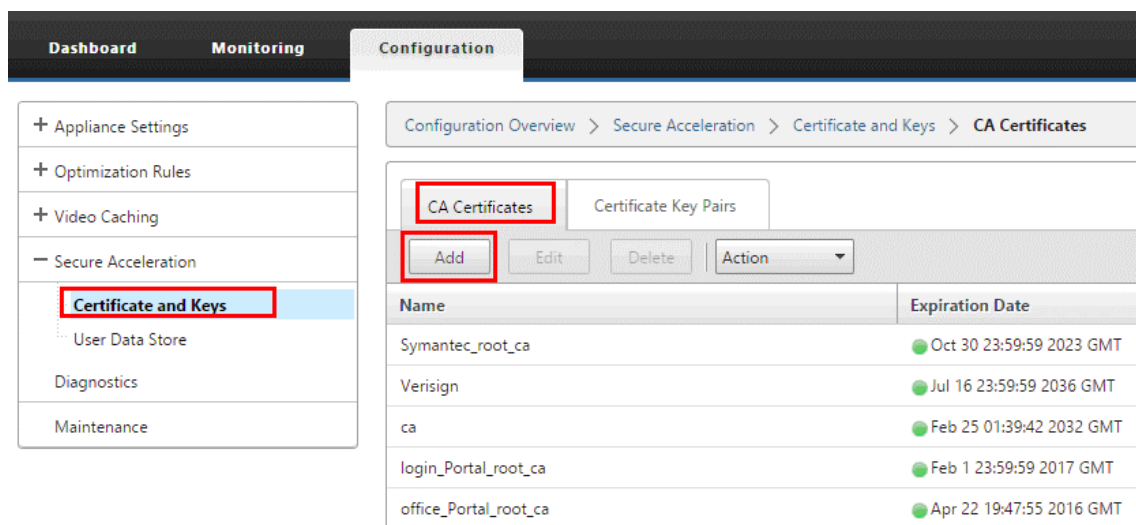 Dashboard Monitoring Configuration
+ Appliance Settings
+ Optimization Rules
+ Video Caching
− Secure Acceleration
Certificate and Keys
User Data Store
Diagnostics
Maintenance
Configuration Overview > Secure Acceleration > Certificate and Keys > CA Certificates
CA Certificates Certificate Key Pairs
Add Edit Delete Action
Name Expiration Date
Symantec_root_ca Oct 30 23:59:59 2023 GMT
Verisign Jul 16 23:59:59 2036 GMT
ca Feb 25 01:39:42 2032 GMT
login_Portal_root_ca Feb 1 23:59:59 2017 GMT
office_Portal_root_ca Apr 22 19:47:55 2016 GMT